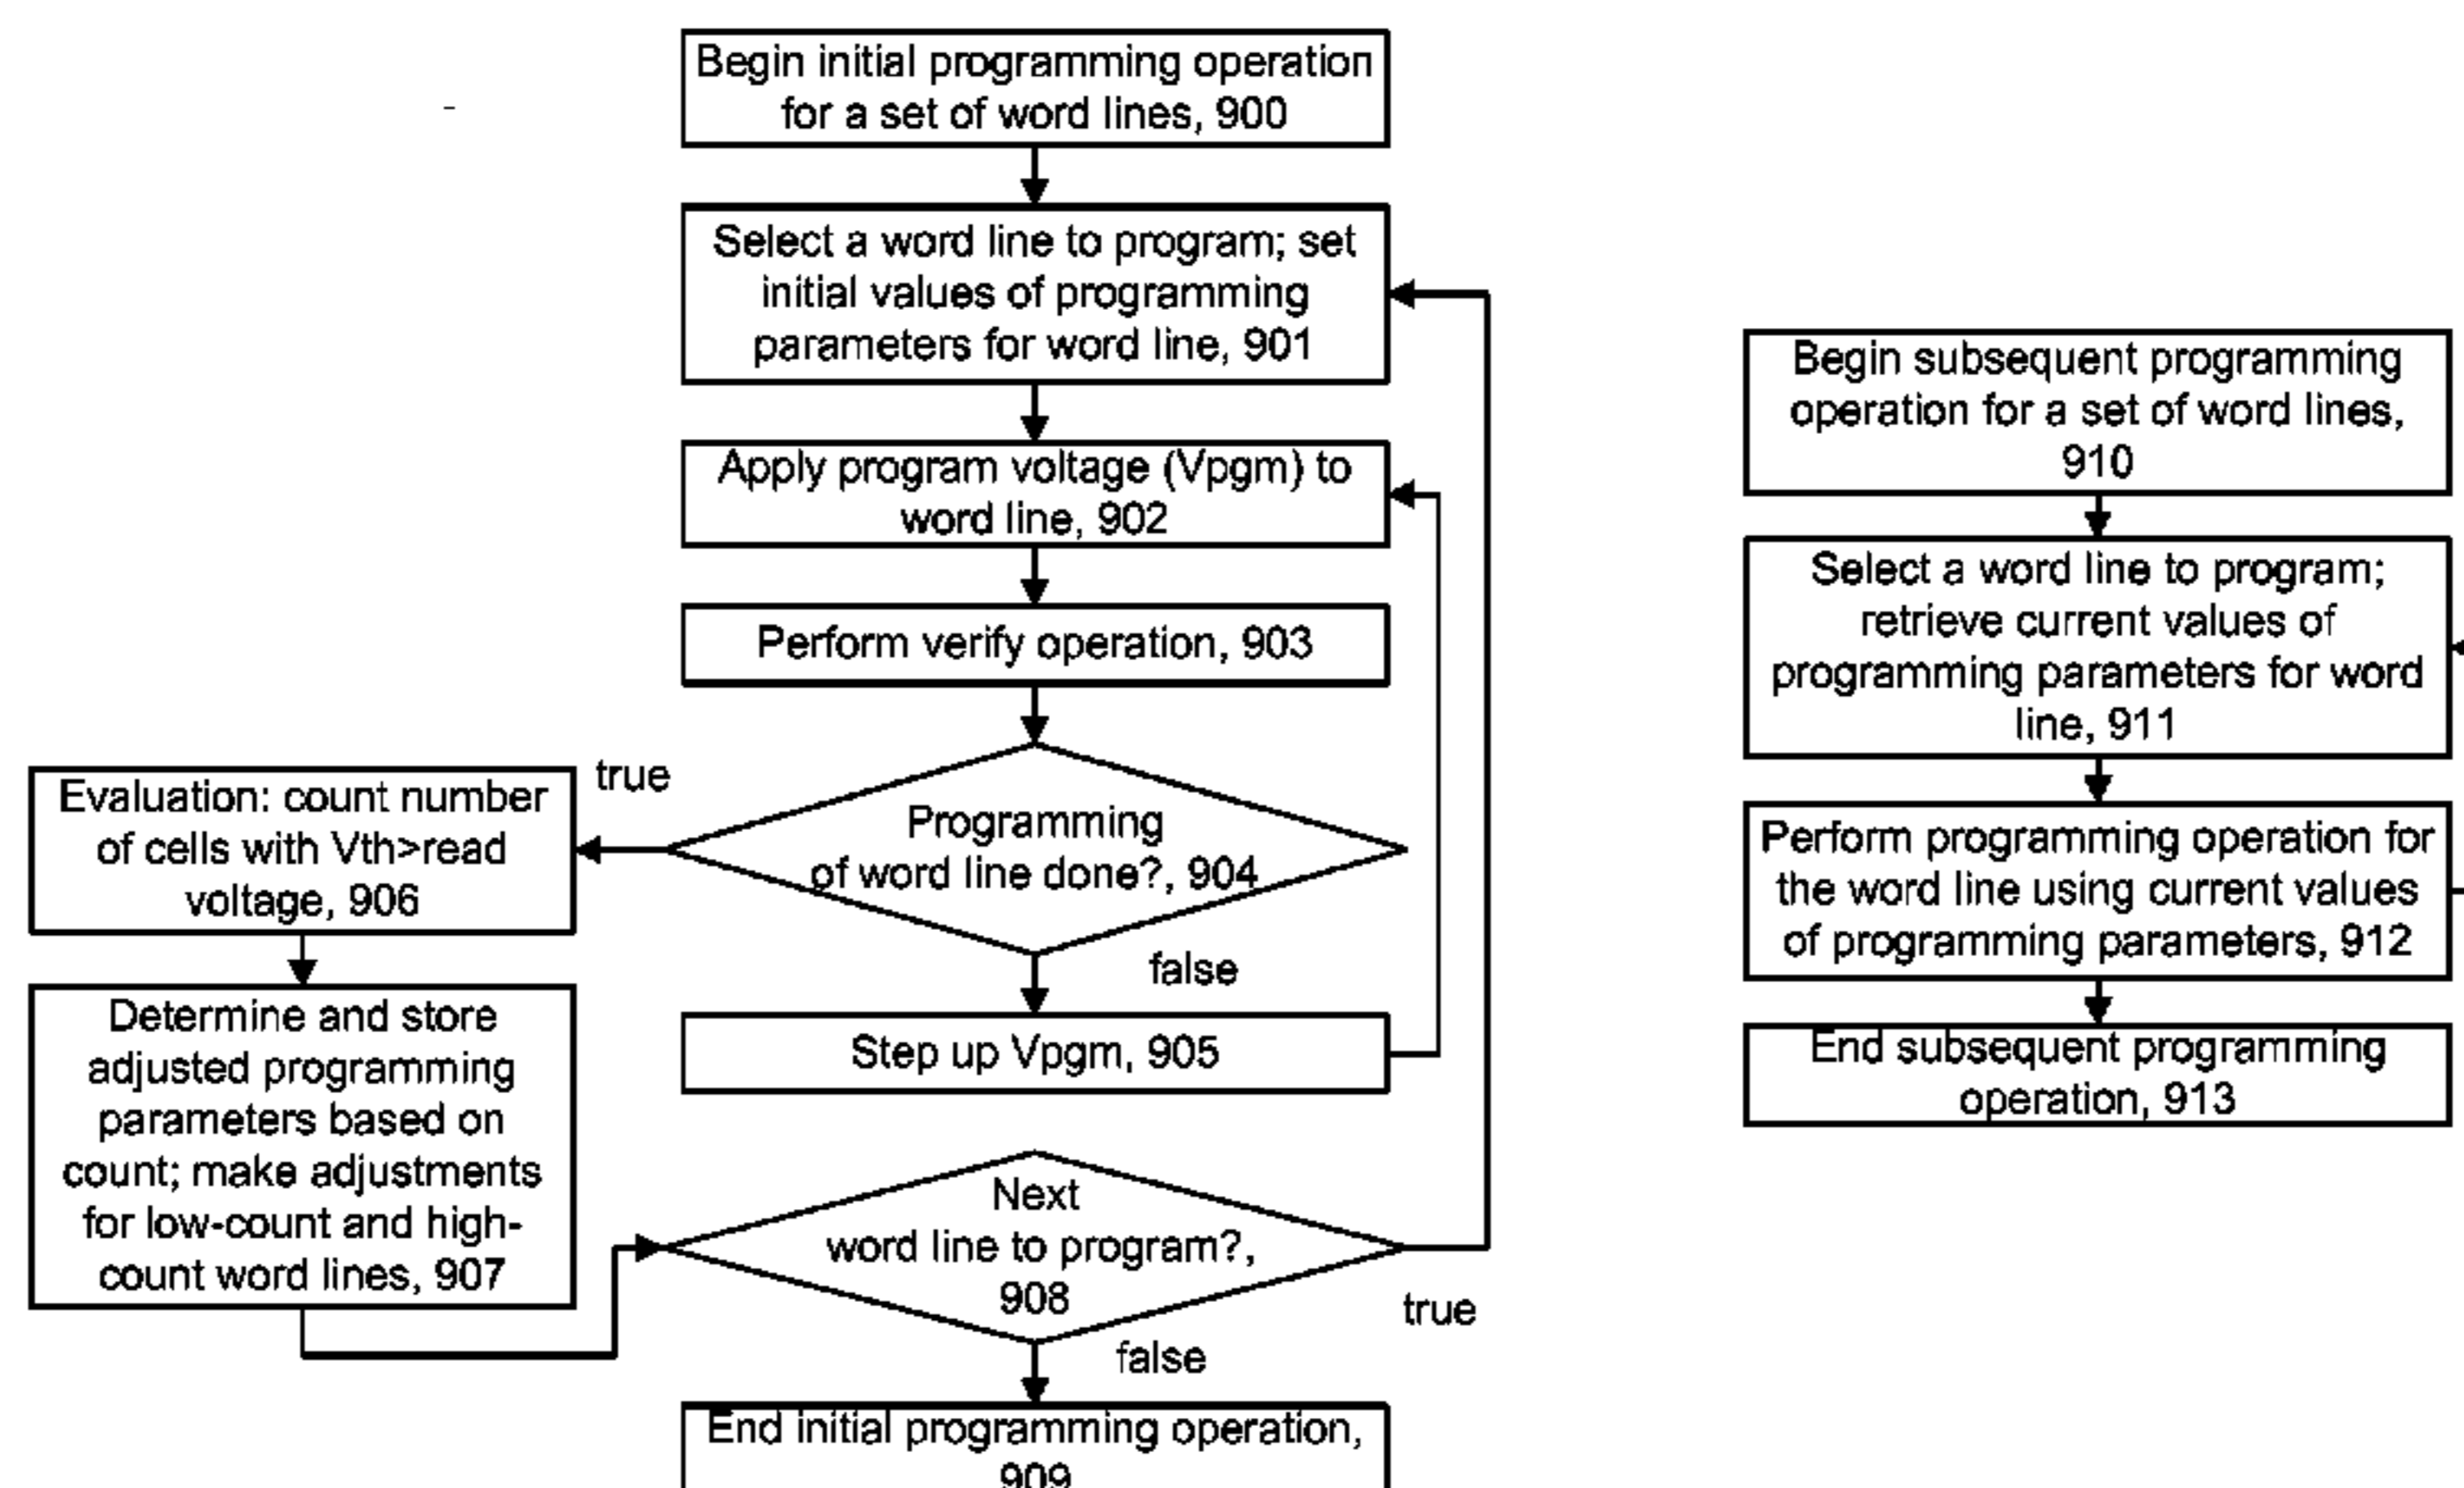 Begin initial programming operation
for a set of word lines, 900
Select a word line to program; set
initial values of programming
parameters for word line, 901
Apply program voltage (Vpgm) to
word line, 902
Perform verify operation, 903
Programming
of word line done?, 904
true
false
Evaluation: count number
of cells with Vth>read
voltage, 906
Determine and store
adjusted programming
parameters based on
count; make adjustments
for low-count and high-
count word lines, 907
Step up Vpgm, 905
Next
word line to program?,
908
true
false
End initial programming operation,
909
Begin subsequent programming
operation for a set of word lines,
910
Select a word line to program;
retrieve current values of
programming parameters for word
line, 911
Perform programming operation for
the word line using current values
of programming parameters, 912
End subsequent programming
operation, 913